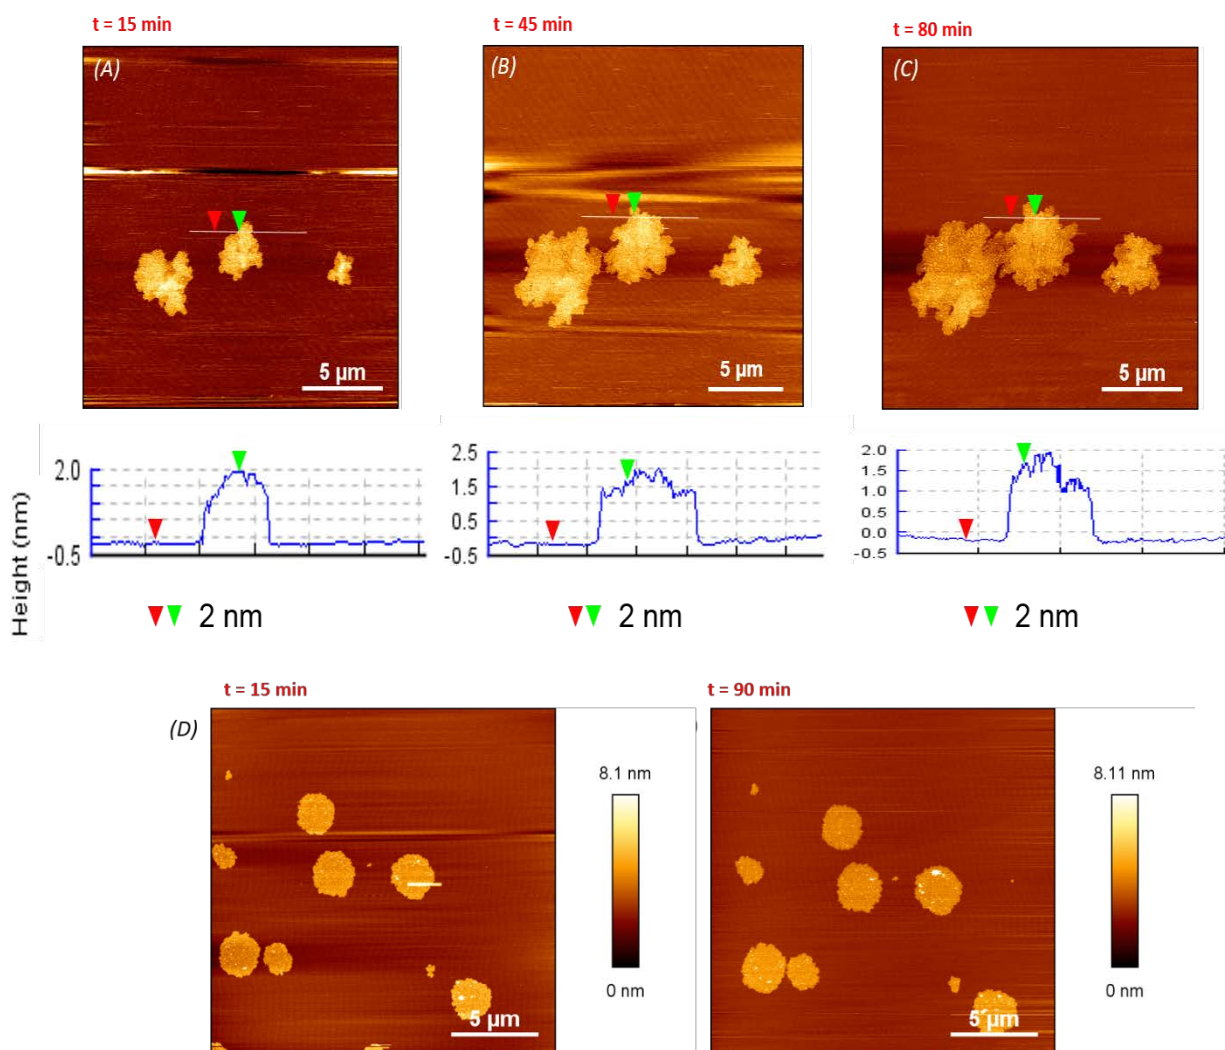 t = 15 min
t = 45 min
t = 80 min
(A)
(B)
(C)
5 µm
5 µm
5 µm
Height (nm)
2.0
-0.5
2.5
1.5
0.5
-0.5
2.0
1.5
1.0
0.5
0.0
-0.5
2 nm
2 nm
2 nm
t = 15 min
t = 90 min
(D)
8.1 nm
0 nm
5 µm
8.11 nm
0 nm
5 µm